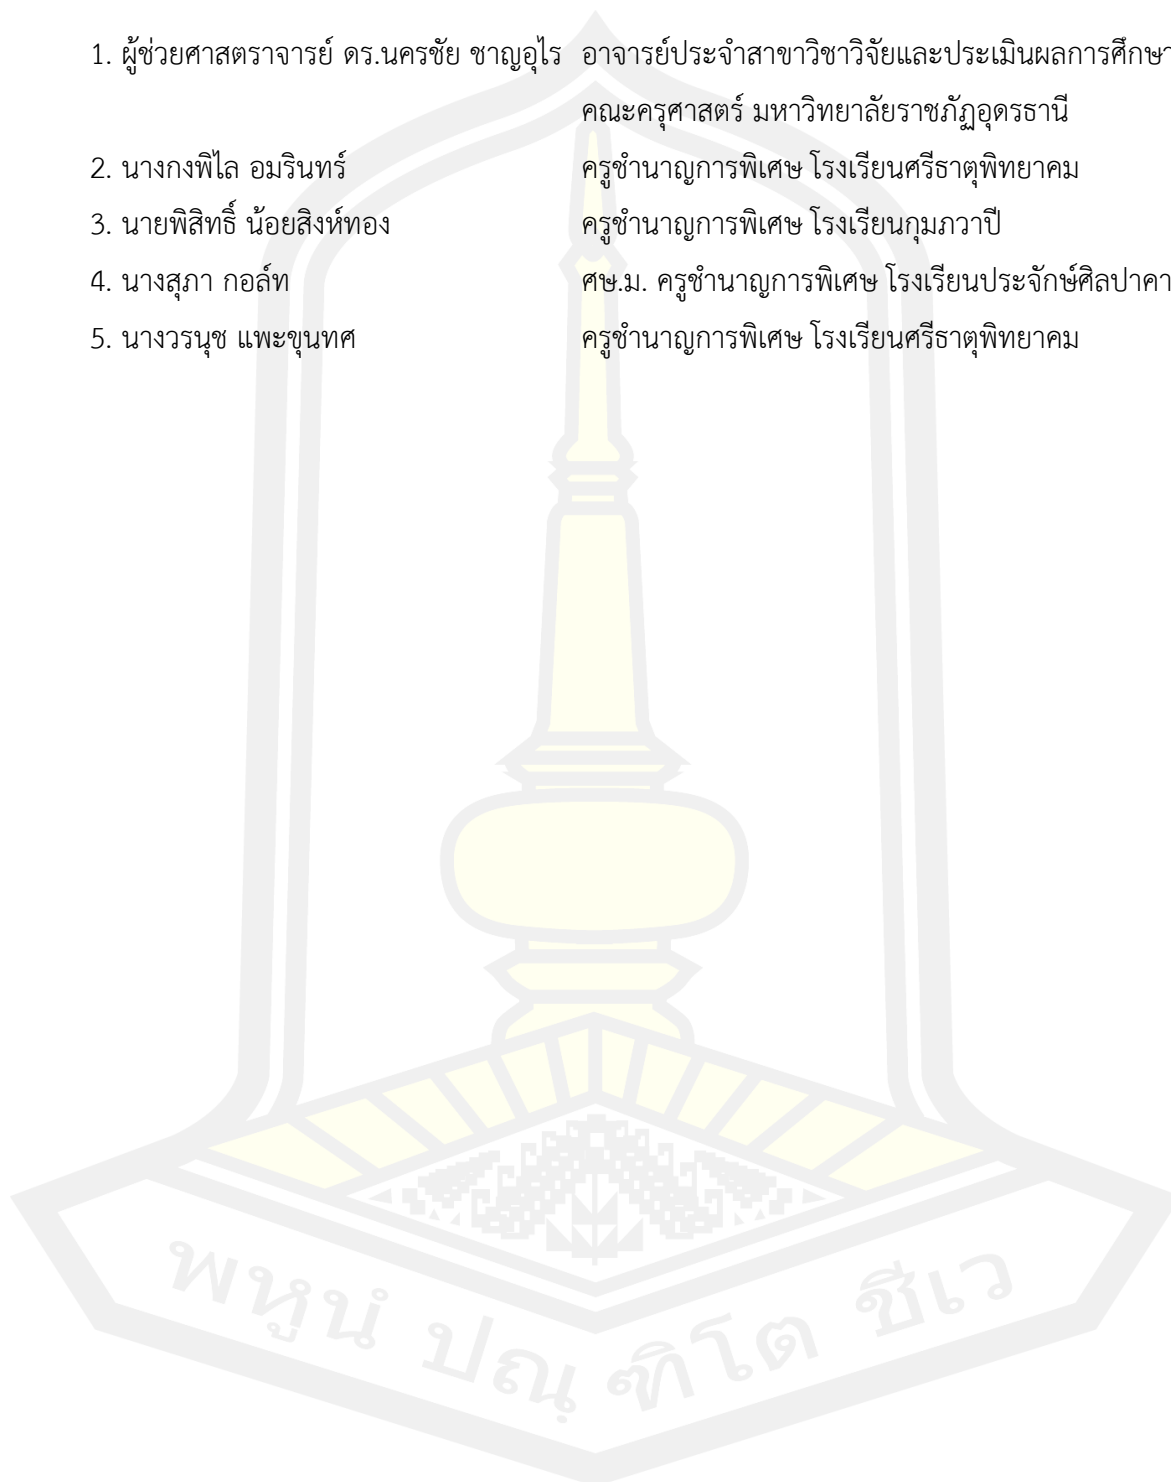 1. ผู้ช่วยศาสตราจารย์ ดร.นครชัย ชาญอุไร อาจารย์ประจำสาขาวิชาวิจัยและประเมินผลการศึกษา
คณะครุศาสตร์ มหาวิทยาลัยราชภัฏอุดรธานี
2. นางกงพิไล อมรินทร์ ครูชำนาญการพิเศษ โรงเรียนศรีธาตุพิทยาคม
3. นายพิสิทธิ์ น้อยสิงห์ทอง ครูชำนาญการพิเศษ โรงเรียนกุมภวาปี
4. นางสุภา กอล์ท ศษ.ม. ครูชำนาญการพิเศษ โรงเรียนประจักษ์ศิลปาคา
5. นางวรนุช แพะขุนทศ ครูชำนาญการพิเศษ โรงเรียนศรีธาตุพิทยาคม
พหูนํ ปณฺฑิโต ชีเว